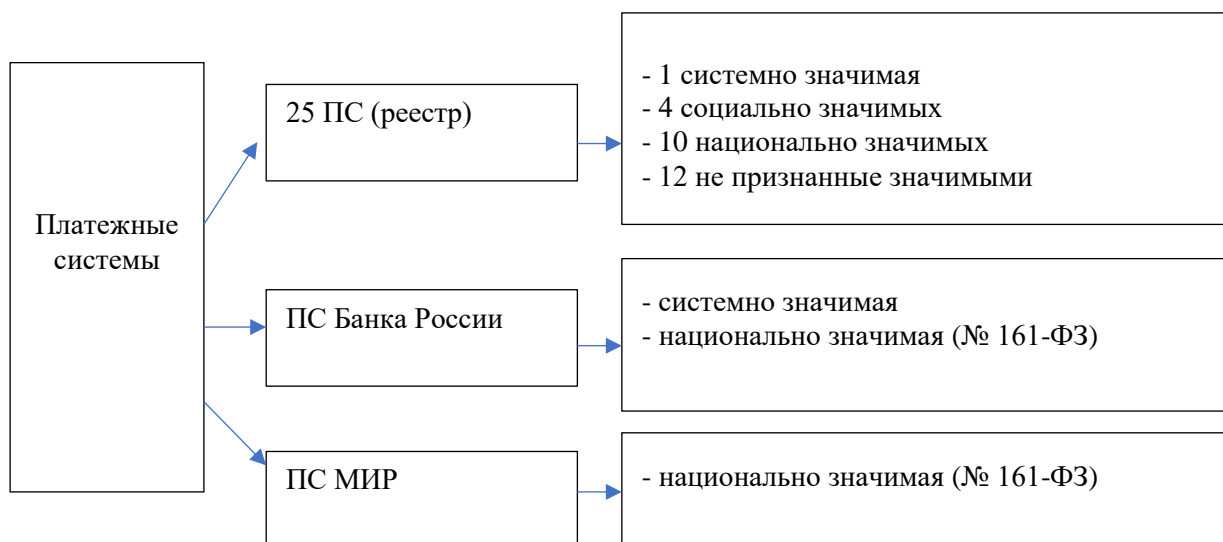 Платежные
системы
25 ПС (реестр)
- 1 системно значимая
- 4 социально значимых
- 10 национально значимых
- 12 не признанные значимыми
ПС Банка России
- системно значимая
- национально значимая (№ 161-ФЗ)
ПС МИР
- национально значимая (№ 161-ФЗ)